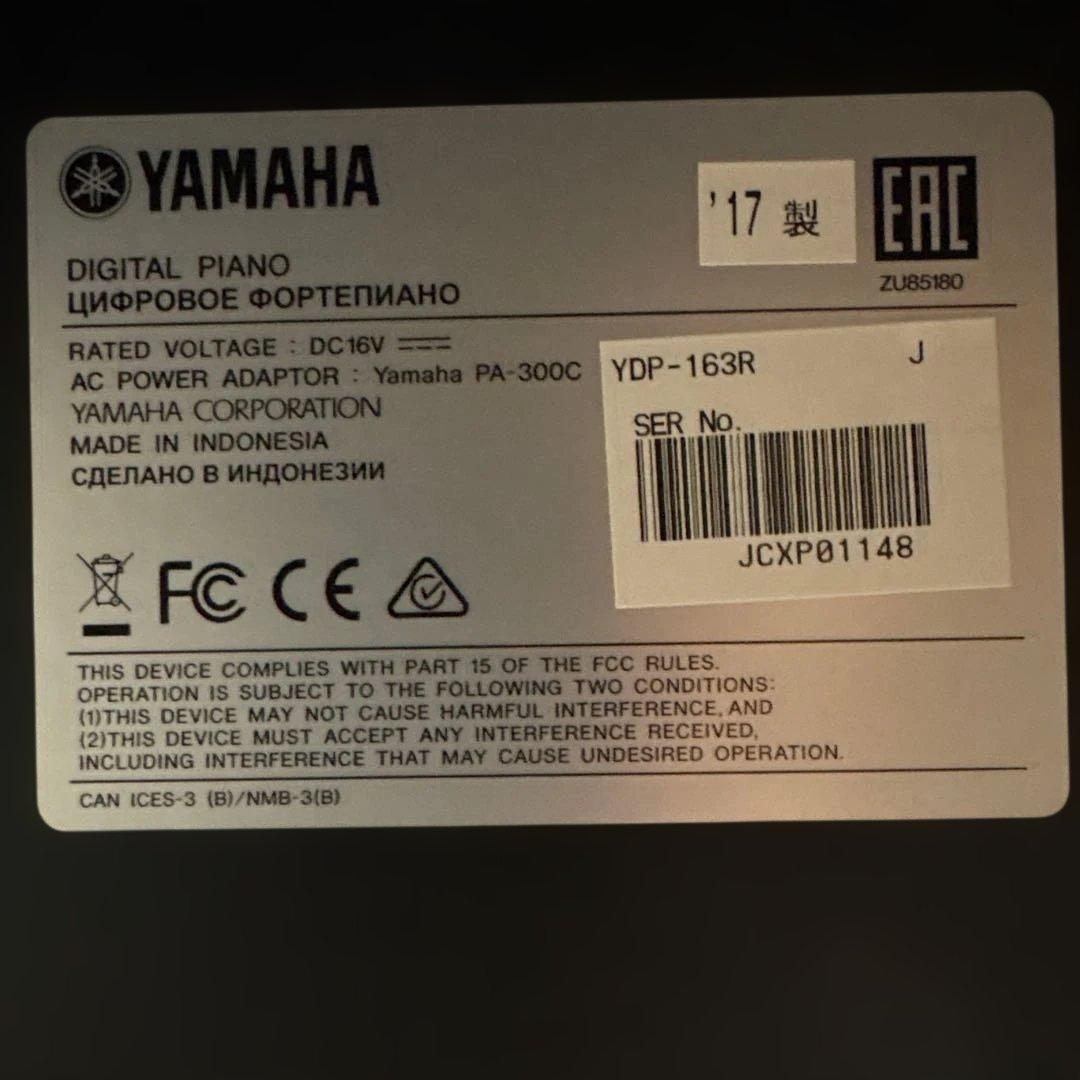 YAMAHA
'17 製
EAC
ZU85180
DIGITAL PIANO
ЦИФРОВОЕ ФОРТЕПИАНО
RATED VOLTAGE : DC16V
AC POWER ADAPTOR : Yamaha PA-300C
YAMAHA CORPORATION
MADE IN INDONESIA
СДЕЛАНО В ИНДОНЕЗИИ
YDP-163R J
SER No.
JCXP01148
FC CE
THIS DEVICE COMPLIES WITH PART 15 OF THE FCC RULES.
OPERATION IS SUBJECT TO THE FOLLOWING TWO CONDITIONS:
(1)THIS DEVICE MAY NOT CAUSE HARMFUL INTERFERENCE, AND
(2)THIS DEVICE MUST ACCEPT ANY INTERFERENCE RECEIVED,
INCLUDING INTERFERENCE THAT MAY CAUSE UNDESIRED OPERATION.
CAN ICES-3 (B)/NMB-3(B)